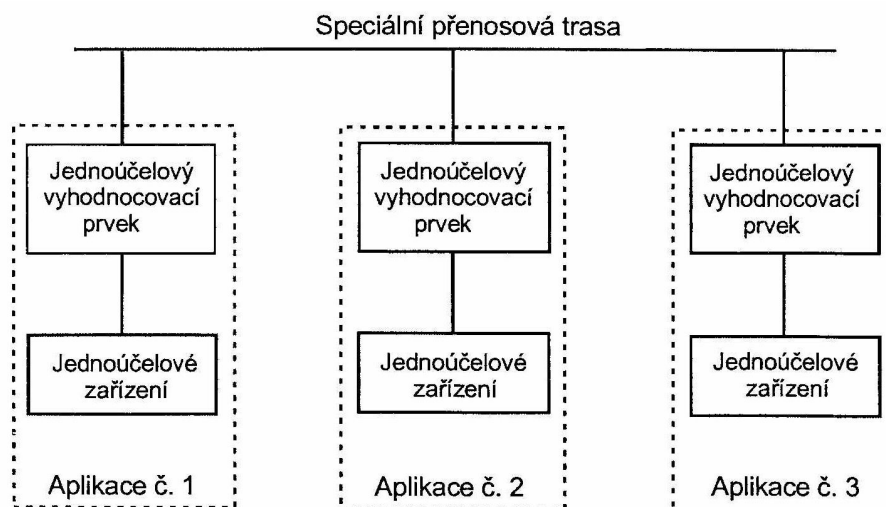 Speciální přenosová trasa
Jednoúčelový
vyhodnocovací
prvek
Jednoúčelové
zařízení
Aplikace č. 1
Jednoúčelový
vyhodnocovací
prvek
Jednoúčelové
zařízení
Aplikace č. 2
Jednoúčelový
vyhodnocovací
prvek
Jednoúčelové
zařízení
Aplikace č. 3